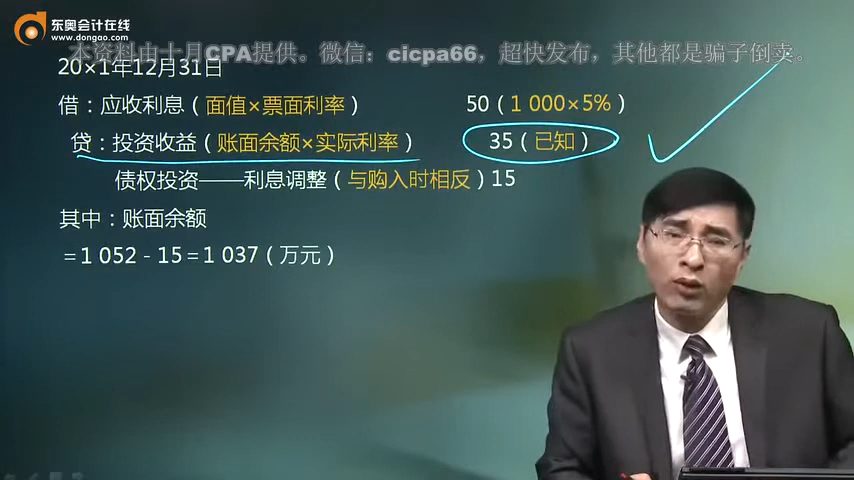 东奥会计在线
www.dongao.com
本资料由十月CPA提供。微信：cicpa66，超快发布，其他都是骗子倒卖。
20×1年12月31日
借：应收利息（面值×票面利率） 50（1 000×5%）
贷：投资收益（账面余额×实际利率） 35（已知）
债权投资——利息调整（与购入时相反）15
其中：账面余额
＝1 052－15＝1 037（万元）